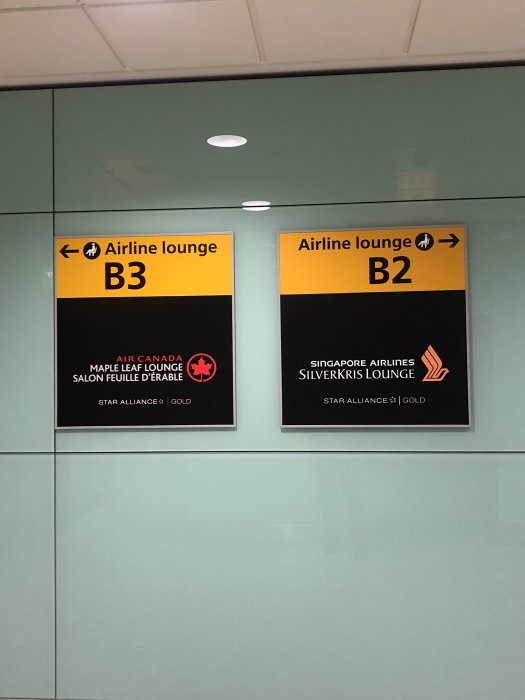 ← Airline lounge
B3
AIR CANADA
MAPLE LEAF LOUNGE
SALON FEUILLE D'ÉRABLE
STAR ALLIANCE | GOLD
Airline lounge →
B2
SINGAPORE AIRLINES
SILVERKRIS LOUNGE
STAR ALLIANCE | GOLD